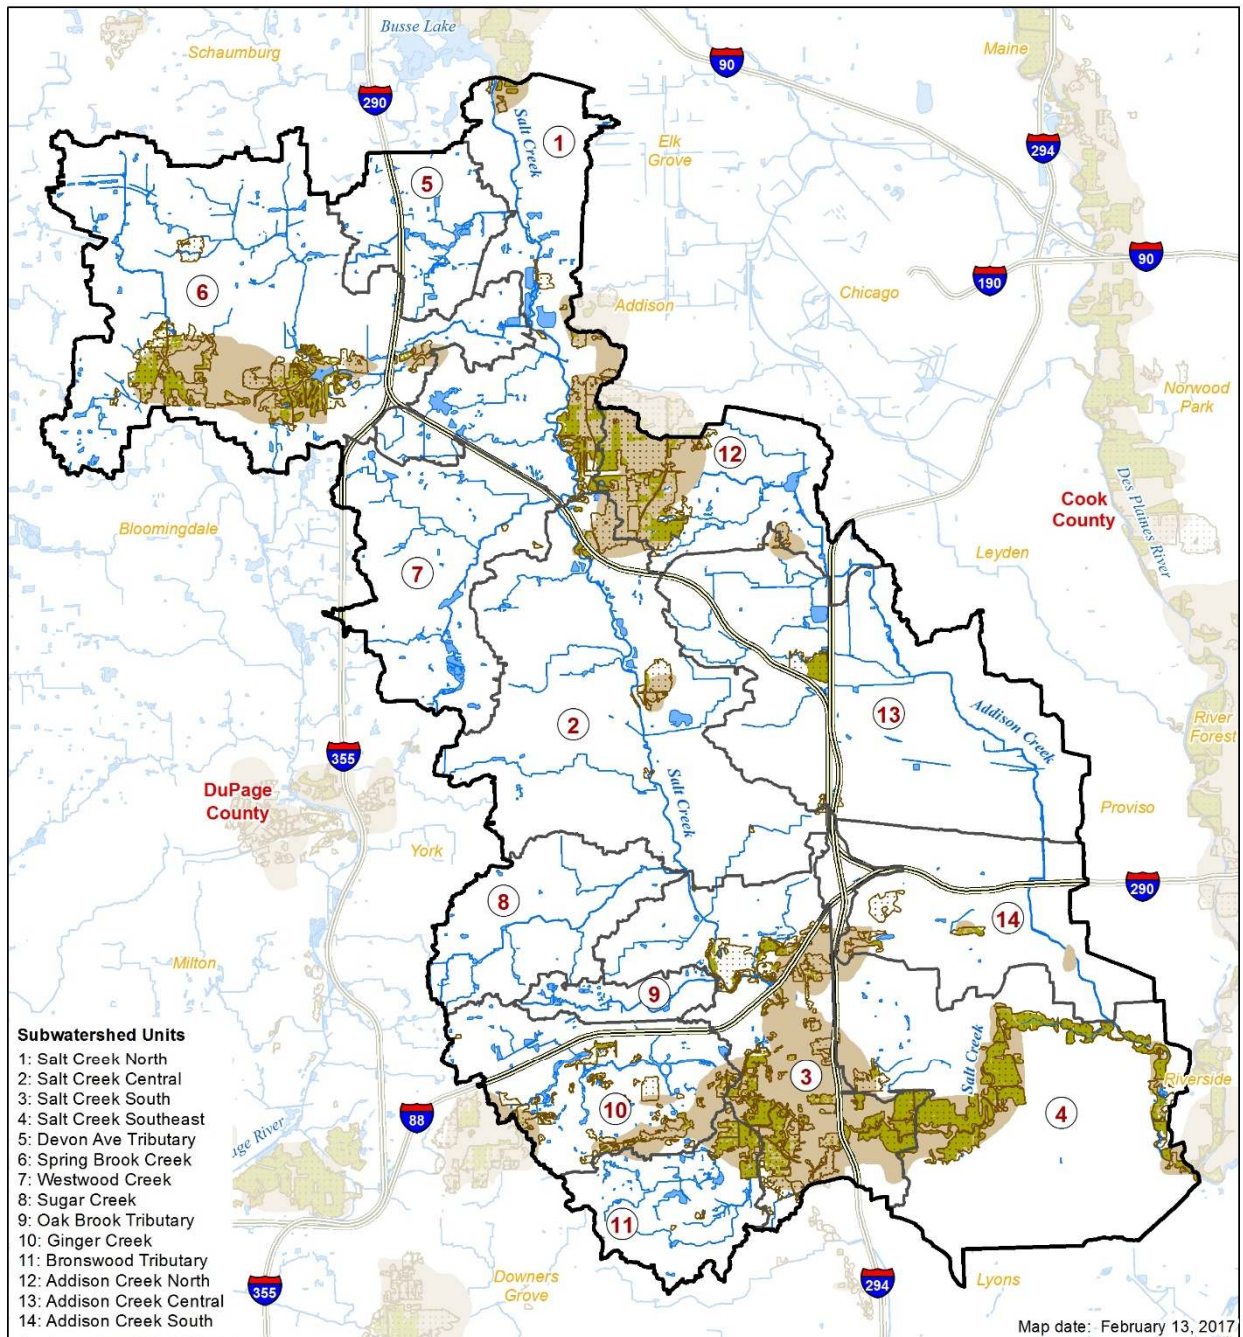 Busse Lake
Schaumburg
90
Maine
290
Salt Creek
1
Elk
Grove
294
5
90
190
6
Addison
Chicago
Norwood
Park
12
Des Plaines River
Cook
County
Bloomingdale
Leyden
7
2
13
Addison Creek
River
Forest
355
Salt Creek
DuPage
County
Proviso
York
290
8
14
Milton
9
Salt Creek
3
Riverside
10
4
88
age River
11
Downers
Grove
355
294
Lyons
Subwatershed Units
1: Salt Creek North
2: Salt Creek Central
3: Salt Creek South
4: Salt Creek Southeast
5: Devon Ave Tributary
6: Spring Brook Creek
7: Westwood Creek
8: Sugar Creek
9: Oak Brook Tributary
10: Ginger Creek
11: Bronswood Tributary
12: Addison Creek North
13: Addison Creek Central
14: Addison Creek South
Map date: February 13, 2017